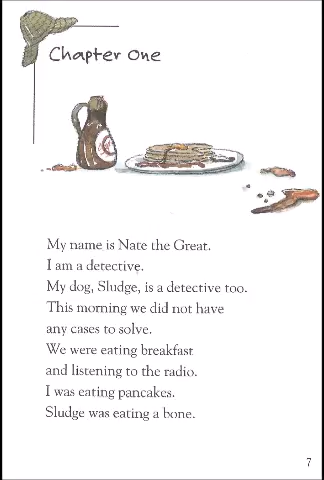 Chapter One
My name is Nate the Great.
I am a detective.
My dog, Sludge, is a detective too.
This morning we did not have
any cases to solve.
We were eating breakfast
and listening to the radio.
I was eating pancakes.
Sludge was eating a bone.
7